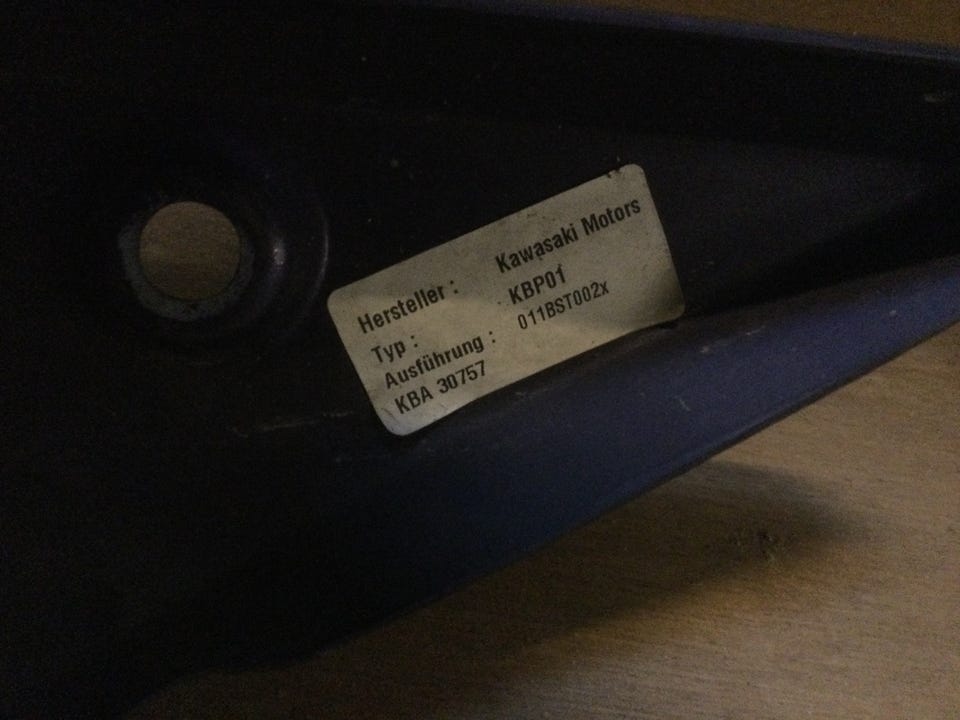 Hersteller : Kawasaki Motors
Typ : KBP01
Ausführung : 011BST002x
KBA 30757